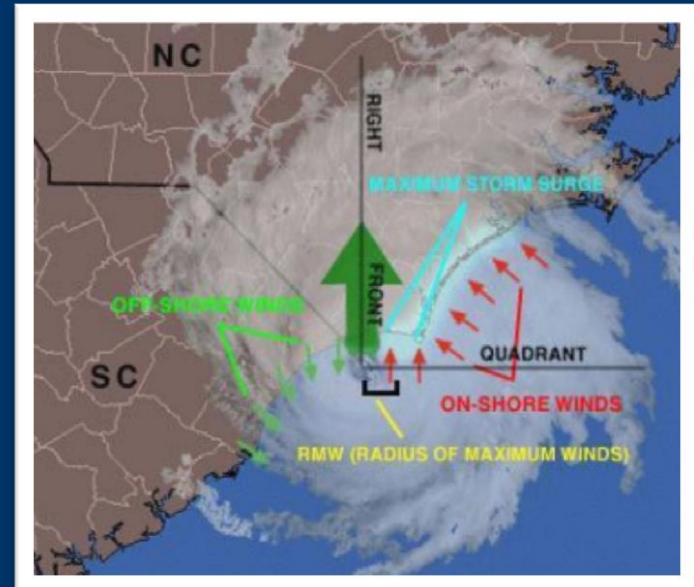 NC
RIGHT
MAXIMUM STORM SURGE
FRONT
OFF-SHORE WINDS
QUADRANT
SC
ON-SHORE WINDS
RMW (RADIUS OF MAXIMUM WINDS)